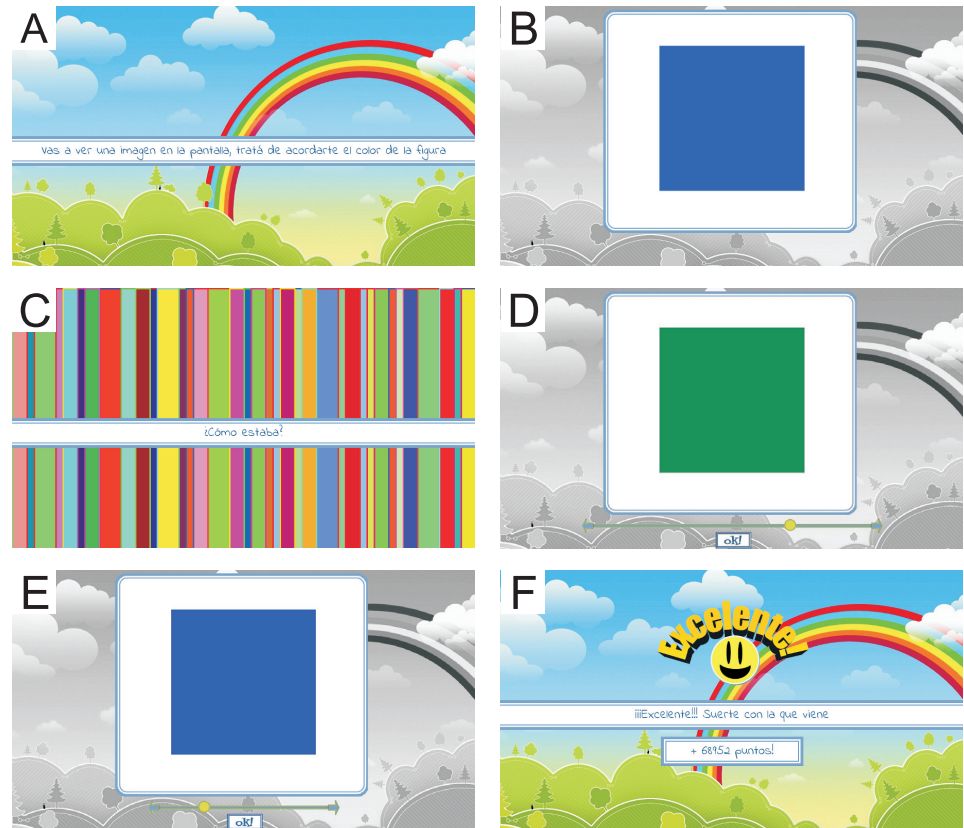 A
Vas a ver una imagen en la pantalla, tratá de acordarte el color de la figura
B
C
¿Cómo estaba?
D
ok!
E
ok!
F
Excelente!
¡¡¡Excelente!!! Suerte con la que viene
+ 68952 puntos!